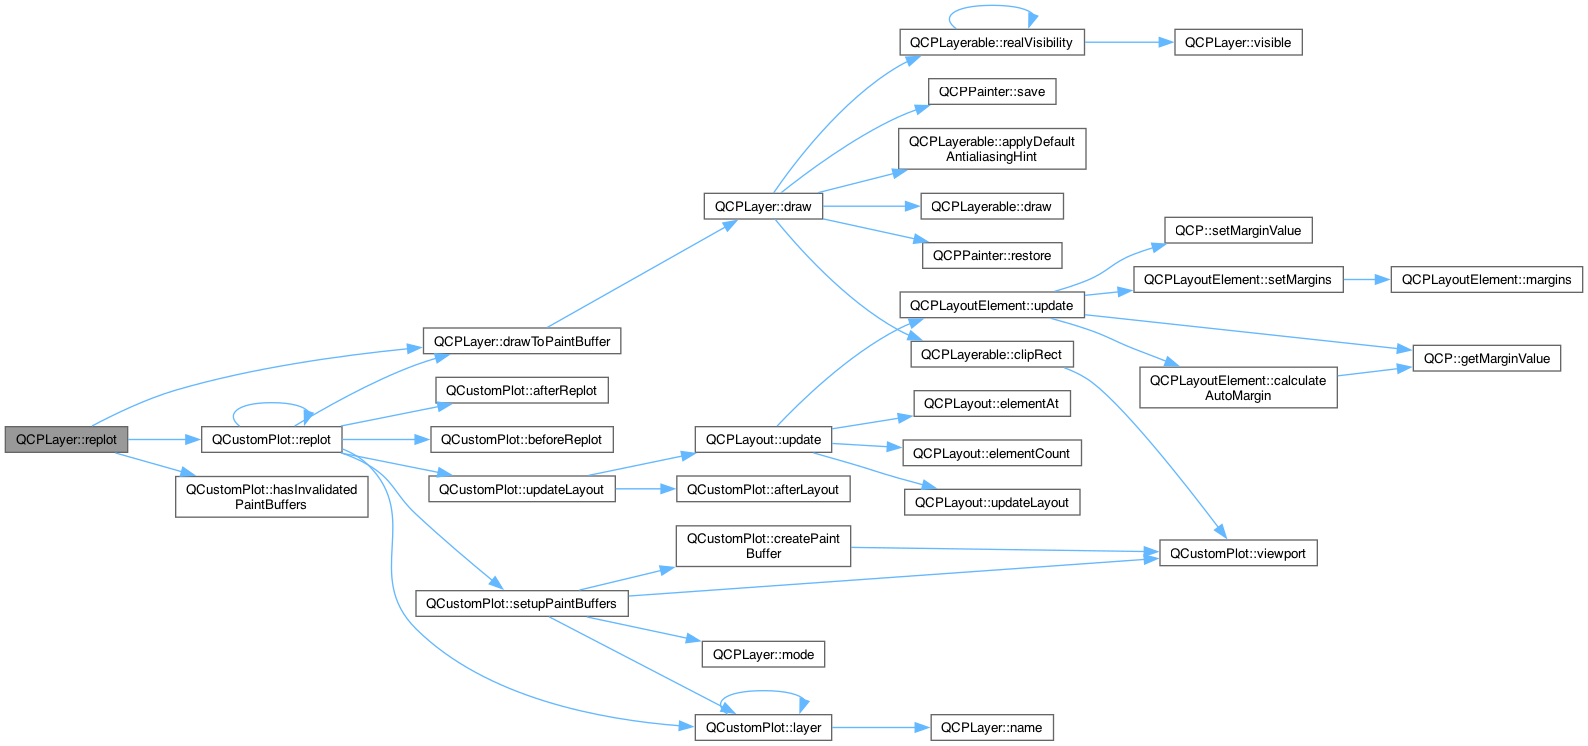 QCPLayer::replot
QCPLayer::drawToPaintBuffer
QCustomPlot::replot
QCustomPlot::hasInvalidated
PaintBuffers
QCustomPlot::afterReplot
QCustomPlot::beforeReplot
QCustomPlot::updateLayout
QCustomPlot::setupPaintBuffers
QCPLayer::draw
QCPLayout::update
QCustomPlot::afterLayout
QCustomPlot::createPaint
Buffer
QCPLayer::mode
QCustomPlot::layer
QCPLayerable::realVisibility
QCPPainter::save
QCPLayerable::applyDefault
AntialiasingHint
QCPLayerable::draw
QCPPainter::restore
QCPLayoutElement::update
QCPLayerable::clipRect
QCPLayout::elementAt
QCPLayout::elementCount
QCPLayout::updateLayout
QCPLayer::name
QCPLayer::visible
QCP::setMarginValue
QCPLayoutElement::setMargins
QCPLayoutElement::calculate
AutoMargin
QCustomPlot::viewport
QCPLayoutElement::margins
QCP::getMarginValue